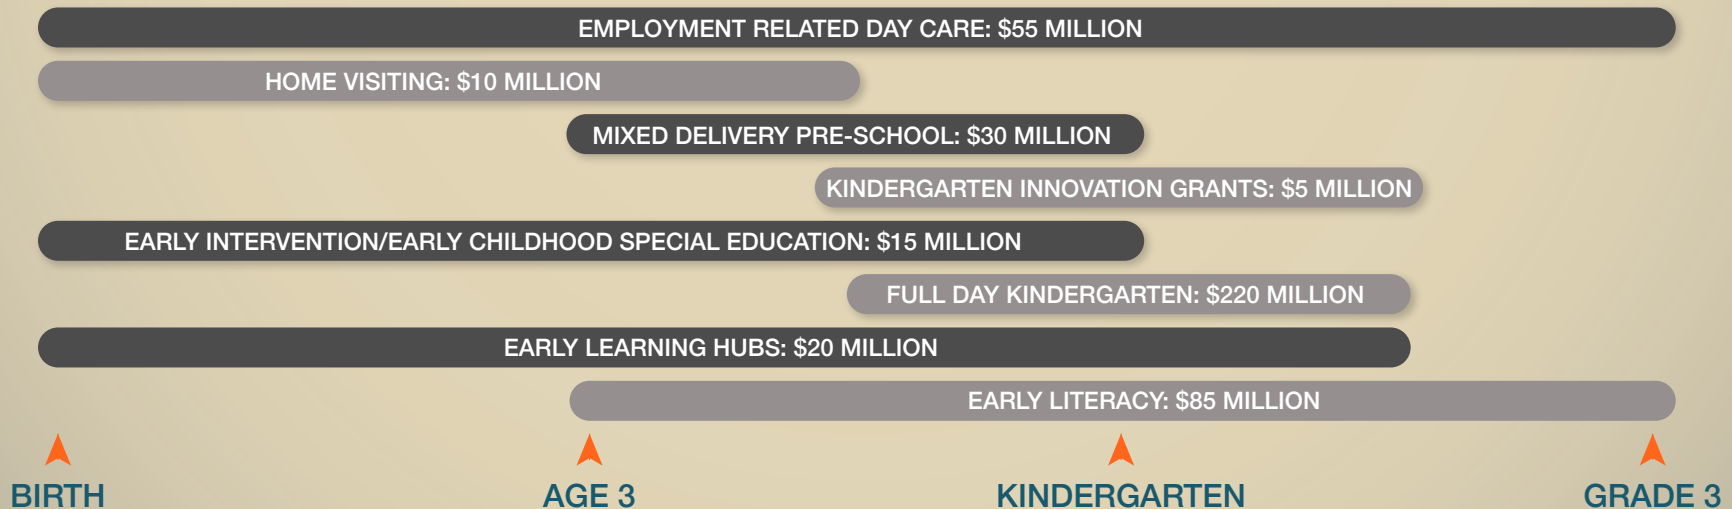 EMPLOYMENT RELATED DAY CARE: $55 MILLION
HOME VISITING: $10 MILLION
MIXED DELIVERY PRE-SCHOOL: $30 MILLION
KINDERGARTEN INNOVATION GRANTS: $5 MILLION
EARLY INTERVENTION/EARLY CHILDHOOD SPECIAL EDUCATION: $15 MILLION
FULL DAY KINDERGARTEN: $220 MILLION
EARLY LEARNING HUBS: $20 MILLION
EARLY LITERACY: $85 MILLION
BIRTH AGE 3 KINDERGARTEN GRADE 3